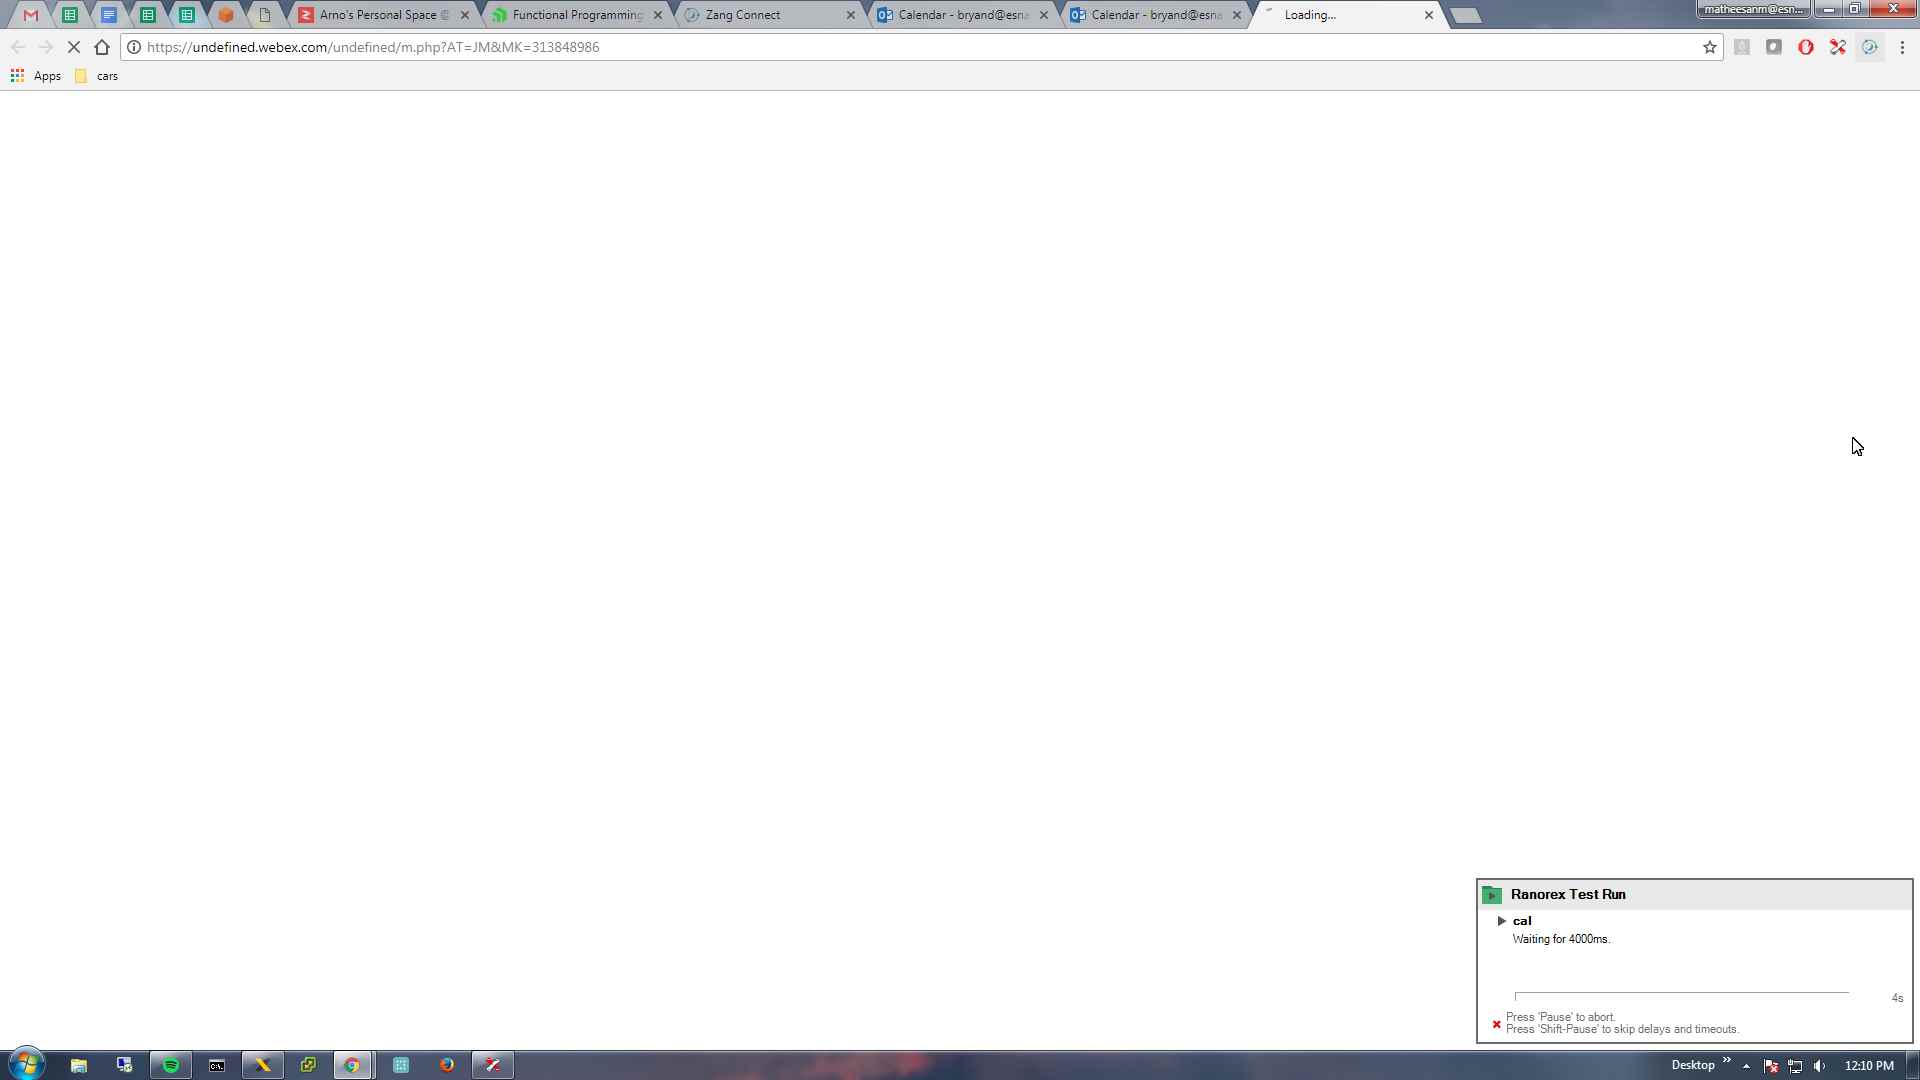 Arno's Personal Space
Functional Programming
Zang Connect
Calendar - bryand@esna
Calendar - bryand@esna
Loading...
matheesanm@esn...
https://undefined.webex.com/undefined/m.php?AT=JM&MK=313848986
Apps
cars
Ranorex Test Run
cal
Waiting for 4000ms.
4s
Press 'Pause' to abort.
Press 'Shift-Pause' to skip delays and timeouts.
Desktop
12:10 PM